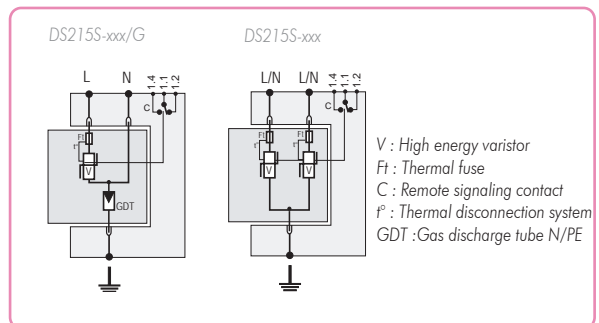 DS215S-xxx/G
DS215S-xxx
L N 1.4 1.1 1.2
C
Ft
t°
V
GDT
L/N L/N 1.4 1.1 1.2
C
Ft Ft
t° t°
V V
V : High energy varistor
Ft : Thermal fuse
C : Remote signaling contact
t° : Thermal disconnection system
GDT :Gas discharge tube N/PE